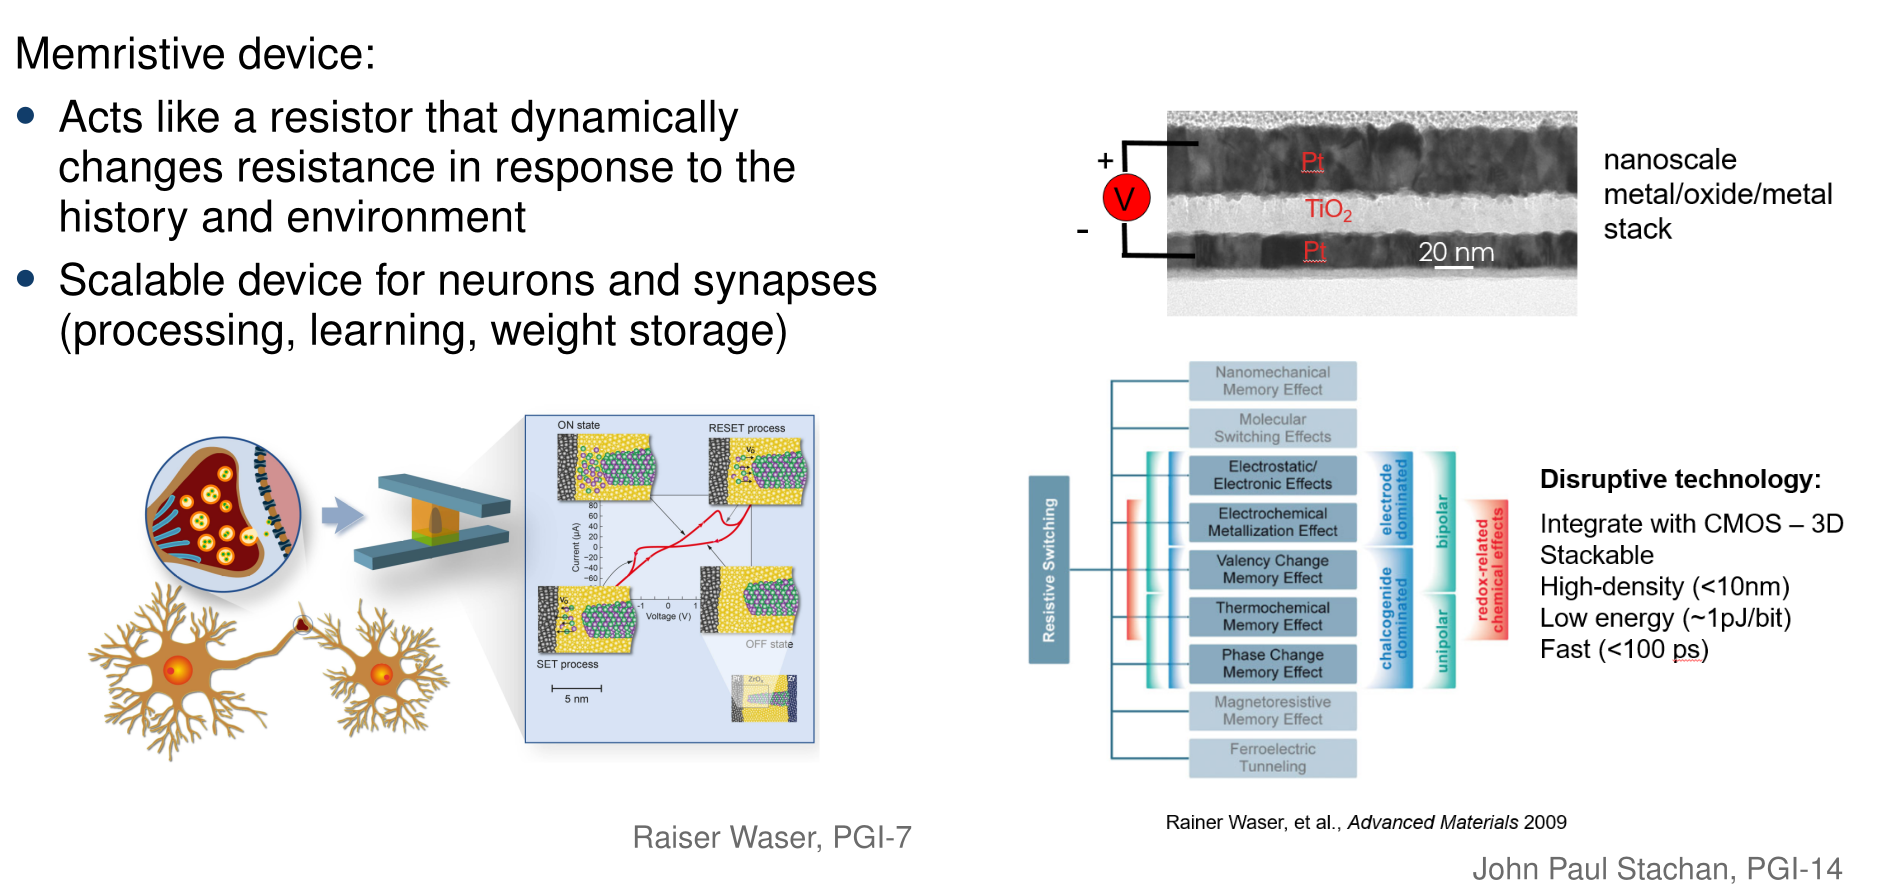 Memristive device:
• Acts like a resistor that dynamically
changes resistance in response to the
history and environment
• Scalable device for neurons and synapses
(processing, learning, weight storage)
ON state
RESET process
V₀
80
60
40
20
0
−20
−40
−60
Current (µA)
-1
0
1
Voltage (V)
V₀
SET process
OFF state
5 nm
Pt
ZrOₓ
Zr
Raiser Waser, PGI-7
+
V
-
Pt
TiO₂
Pt
20 nm
nanoscale
metal/oxide/metal
stack
Resistive Switching
Nanomechanical
Memory Effect
Molecular
Switching Effects
Electrostatic/
Electronic Effects
Electrochemical
Metallization Effect
Valency Change
Memory Effect
Thermochemical
Memory Effect
Phase Change
Memory Effect
Magnetoresistive
Memory Effect
Ferroelectric
Tunneling
electrode
dominated
chalcogenide
dominated
bipolar
unipolar
redox-related
chemical effects
Disruptive technology:
Integrate with CMOS – 3D
Stackable
High-density (<10nm)
Low energy (~1pJ/bit)
Fast (<100 ps)
Rainer Waser, et al., Advanced Materials 2009
John Paul Stachan, PGI-14